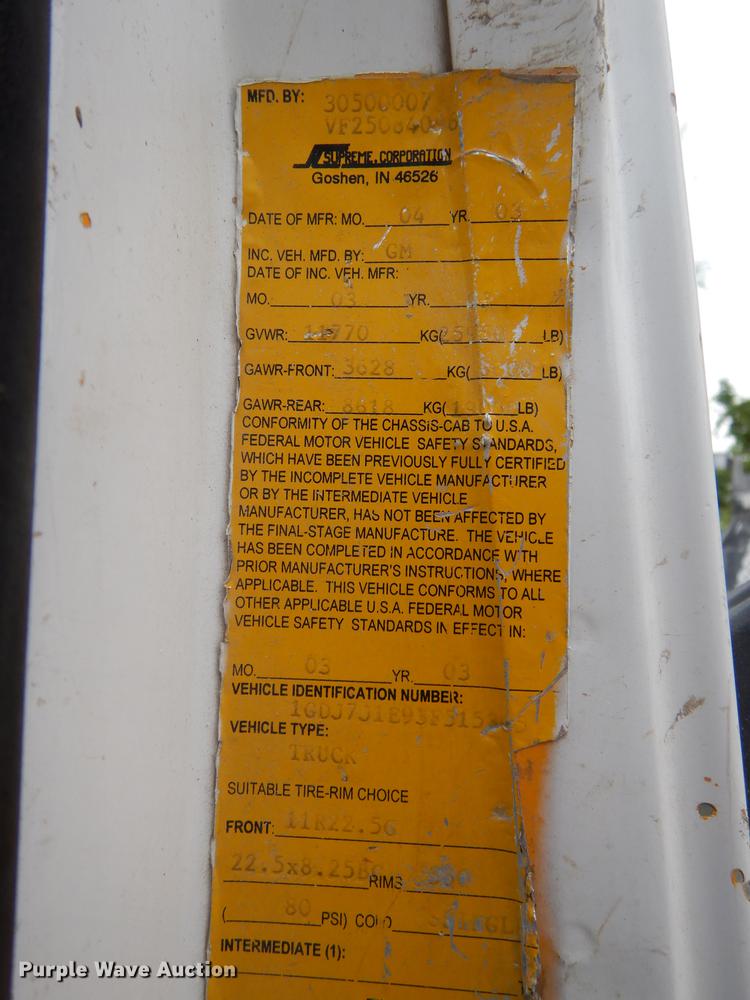 MFD. BY: 30500007
SUPREME CORPORATION
Goshen, IN 46526
DATE OF MFR: MO. 04 YR. 03
INC. VEH. MFD. BY: GM
DATE OF INC. VEH. MFR:
MO. 03 YR.
GVWR: 11770 KG( LB)
GAWR-FRONT: 3628 KG( LB)
GAWR-REAR: 8618 KG( LB)
CONFORMITY OF THE CHASSIS-CAB TO U.S.A.
FEDERAL MOTOR VEHICLE SAFETY STANDARDS,
WHICH HAVE BEEN PREVIOUSLY FULLY CERTIFIED
BY THE INCOMPLETE VEHICLE MANUFACTURER
OR BY THE INTERMEDIATE VEHICLE
MANUFACTURER, HAS NOT BEEN AFFECTED BY
THE FINAL-STAGE MANUFACTURE. THE VEHICLE
HAS BEEN COMPLETED IN ACCORDANCE WITH
PRIOR MANUFACTURER'S INSTRUCTIONS, WHERE
APPLICABLE. THIS VEHICLE CONFORMS TO ALL
OTHER APPLICABLE U.S.A. FEDERAL MOTOR
VEHICLE SAFETY STANDARDS IN EFFECT IN:
MO. 03 YR. 03
VEHICLE IDENTIFICATION NUMBER:
VEHICLE TYPE:
TRUCK
SUITABLE TIRE-RIM CHOICE
FRONT: 11R22.5G
RIMS
( 80 PSI) COLD
INTERMEDIATE (1):
Purple Wave Auction